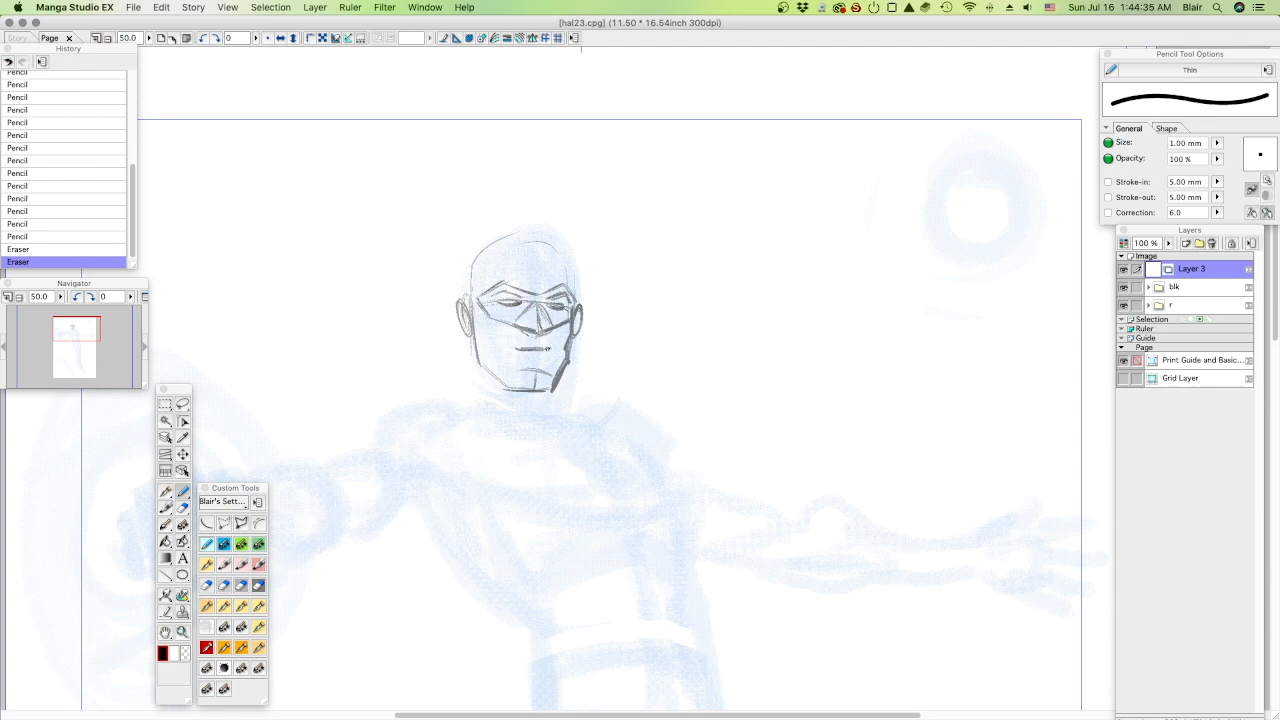 Manga Studio EX File Edit Story View Selection Layer Ruler Filter Window Help Sun Jul 16 1:44:35 AM Blair
[hal23.cpg] (11.50 * 16.54inch 300dpi)
Story Page 50.0 0
History
Pencil
Pencil
Pencil
Pencil
Pencil
Pencil
Pencil
Pencil
Pencil
Pencil
Pencil
Pencil
Pencil
Pencil
Eraser
Eraser
Navigator
50.0 0
Custom Tools
Blair's Sett...
A
Pencil Tool Options
Thin
General Shape
Size: 1.00 mm
Opacity: 100 %
Stroke-in: 5.00 mm
Stroke-out: 5.00 mm
Correction: 6.0
Layers
100 %
Image
Layer 3
blk
r
Selection
Ruler
Guide
Page
Print Guide and Basic...
Grid Layer